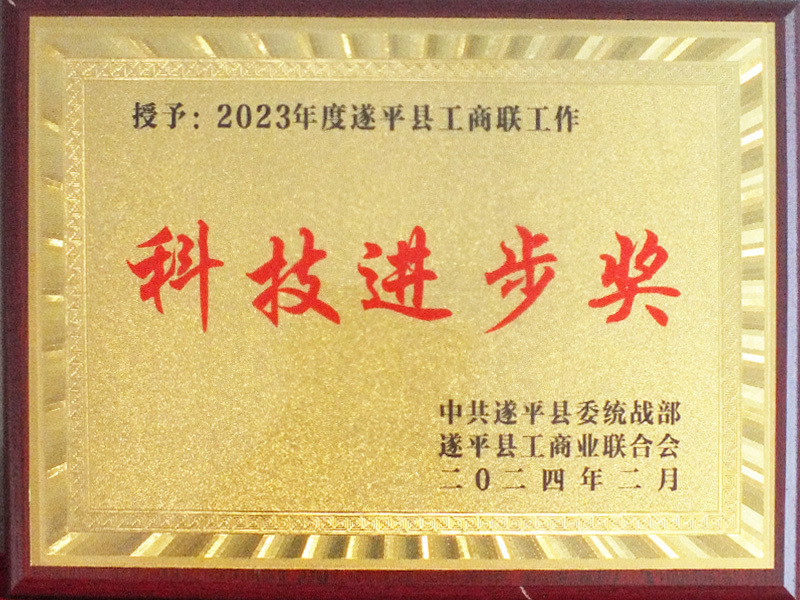 授予：2023年度遂平县工商联工作
科技进步奖
中共遂平县委统战部
遂平县工商业联合会
二0二四年二月